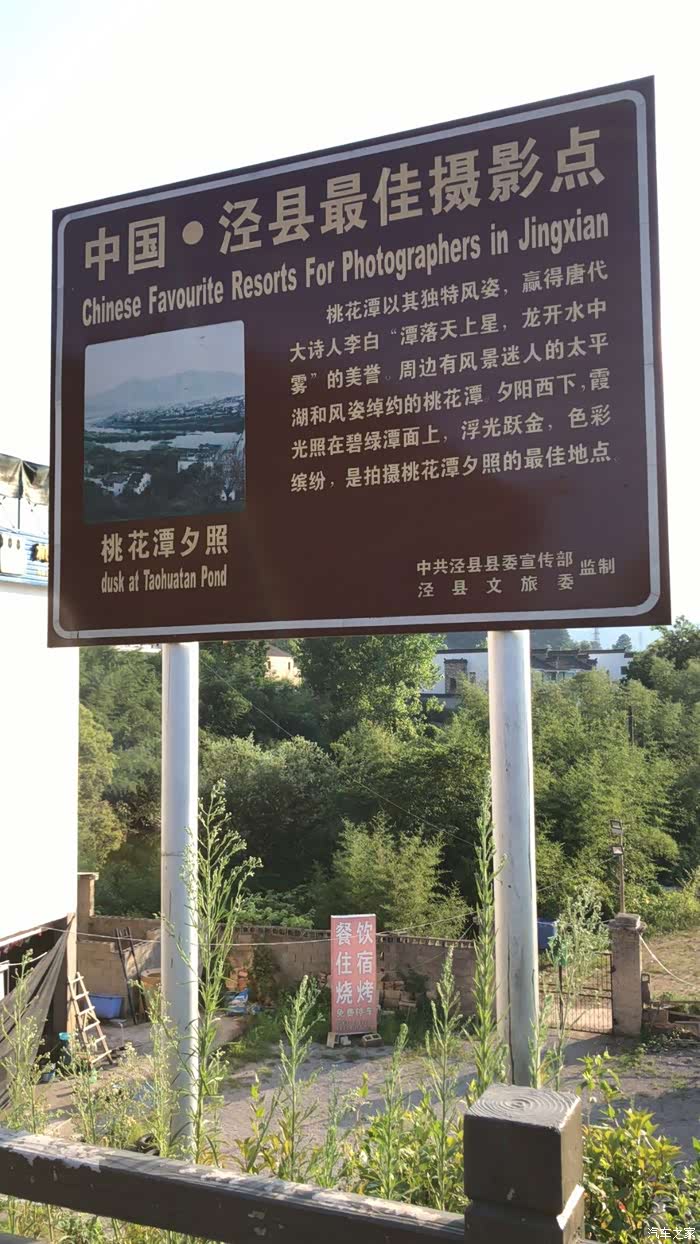 中国·泾县最佳摄影点
Chinese Favourite Resorts For Photographers in Jingxian
桃花潭以其独特风姿，赢得唐代
大诗人李白“潭落天上星，龙开水中
雾”的美誉。周边有风景迷人的太平
湖和风姿绰约的桃花潭。夕阳西下，霞
光照在碧绿潭面上，浮光跃金，色彩
缤纷，是拍摄桃花潭夕照的最佳地点。
桃花潭夕照
dusk at Taohuatan Pond
中共泾县县委宣传部 监制
泾县文旅委
餐饮
住宿
烧烤
免费停车
汽车之家